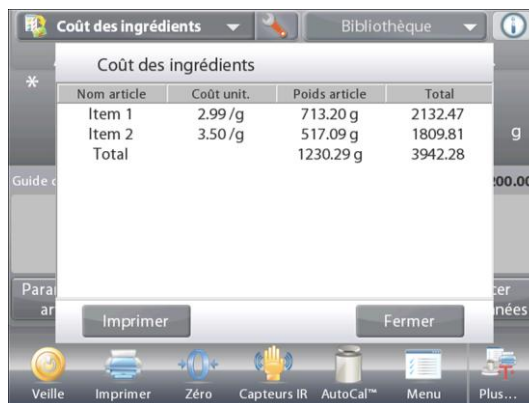 Coût des ingrédients Bibliothèque
Coût des ingrédients
*
Nom article Coût unit. Poids article Total
Item 1 2.99 /g 713.20 g 2132.47
Item 2 3.50 /g 517.09 g 1809.81
Total 1230.29 g 3942.28
g
Guide
Imprimer Fermer
Veille Imprimer Zéro Capteurs IR AutoCal™ Menu Plus...